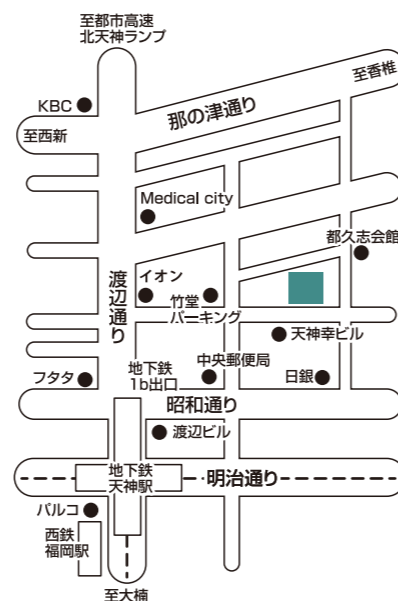 至都市高速
北天神ランプ
KBC
至西新
那の津通り
至香椎
Medical city
都久志会館
渡辺通り
イオン
竹堂
パーキング
天神幸ビル
フタタ
地下鉄
1b出口
中央郵便局
日銀
昭和通り
渡辺ビル
地下鉄
天神駅
明治通り
パルコ
西鉄
福岡駅
至大楠